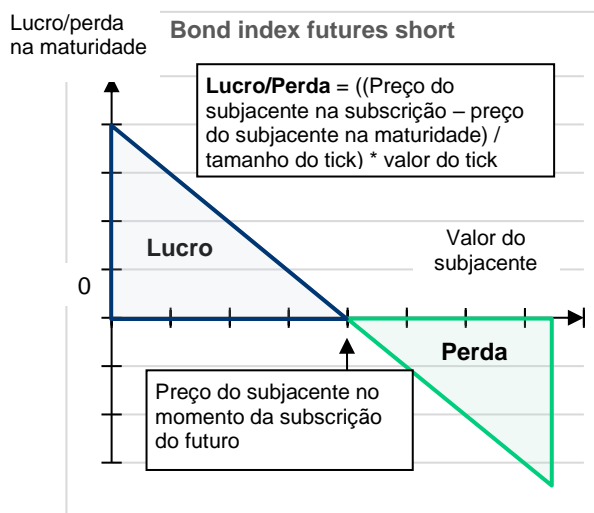 Lucro/perda
na maturidade
Bond index futures short
Lucro/Perda = ((Preço do
subjacente na subscrição – preço
do subjacente na maturidade) /
tamanho do tick) * valor do tick
Lucro
Valor do
subjacente
0
Perda
Preço do subjacente no
momento da subscrição
do futuro